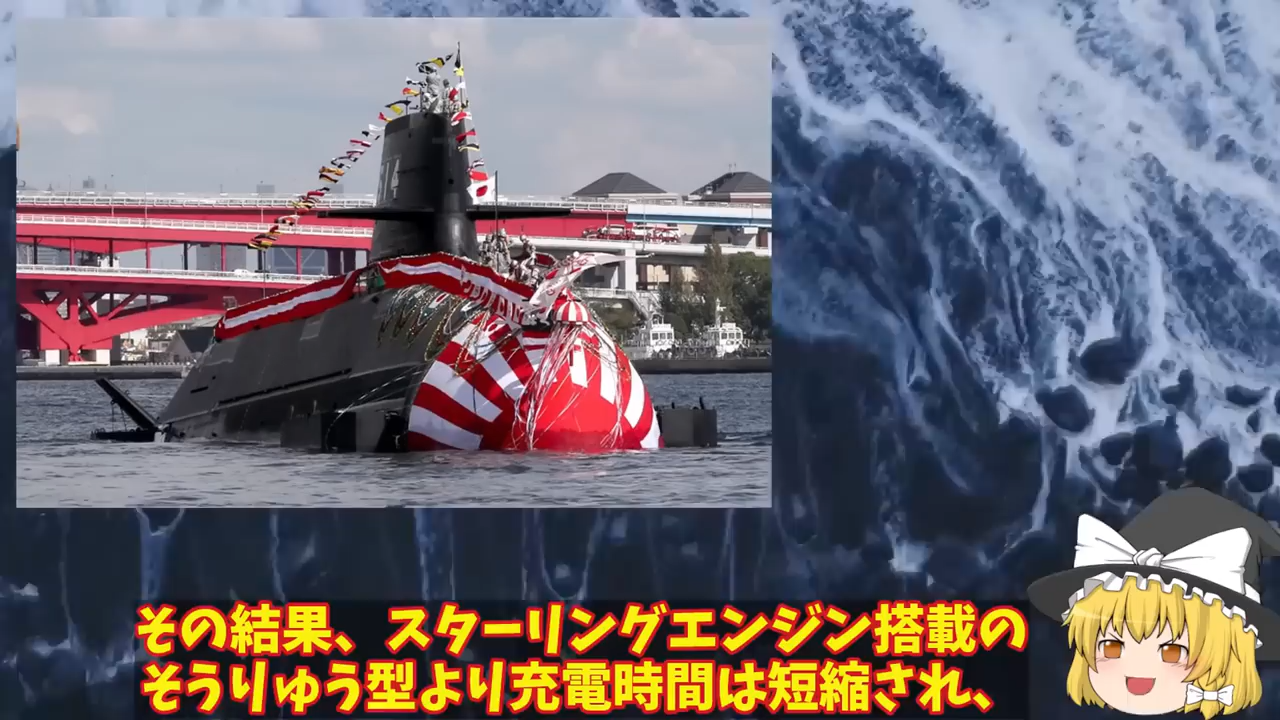 514
その結果、スターリングエンジン搭載の
そうりゅう型より充電時間は短縮され、